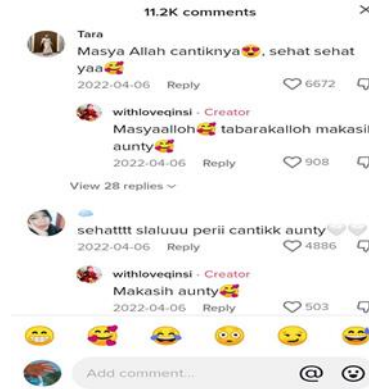 11.2K comments
Tara
Masya Allah cantiknya😍, sehat sehat
yaa🥰
2022-04-06 Reply 6672
withloveqinsi · Creator
Masyaalloh🥰 tabarakalloh makasih
aunty🥰
2022-04-06 Reply 908
View 28 replies
sehatttt slaluuu perii cantikk aunty🤍🤍
2022-04-06 Reply 4886
withloveqinsi · Creator
Makasih aunty🥰
2022-04-06 Reply 503
Add comment... @